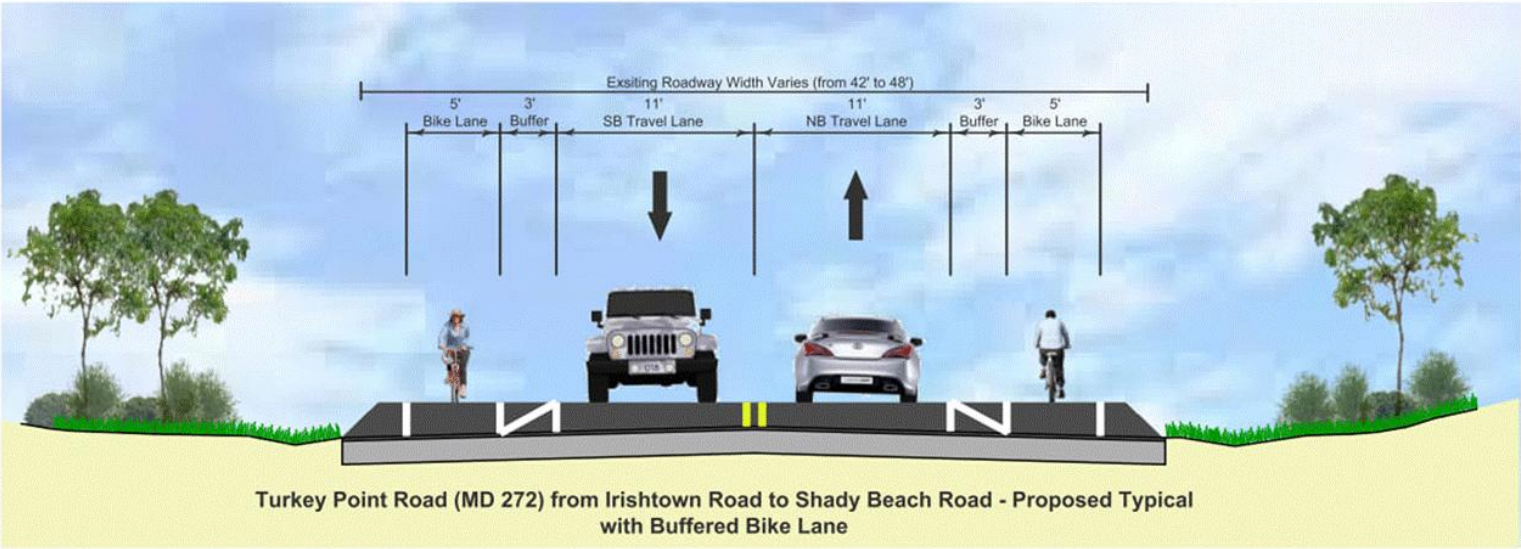 Exsiting Roadway Width Varies (from 42' to 48')
5' 3' 11' 11' 3' 5'
Bike Lane Buffer SB Travel Lane NB Travel Lane Buffer Bike Lane
Turkey Point Road (MD 272) from Irishtown Road to Shady Beach Road - Proposed Typical
with Buffered Bike Lane